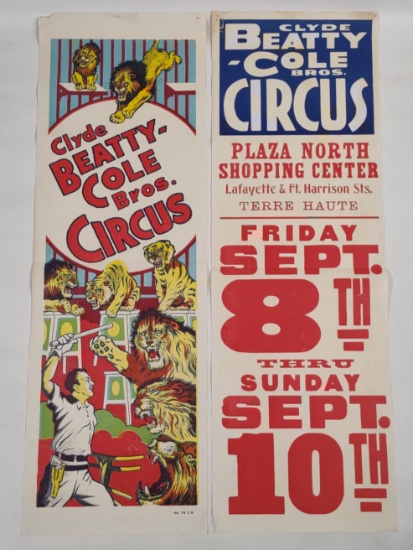 Clyde
BEATTY-
COLE
Bros.
CIRCUS
CLYDE
BEATTY
-COLE
BROS.
CIRCUS
PLAZA NORTH
SHOPPING CENTER
Lafayette & Ft. Harrison Sts.
TERRE HAUTE
FRIDAY
SEPT.
8TH
THRU
SUNDAY
SEPT.
10TH